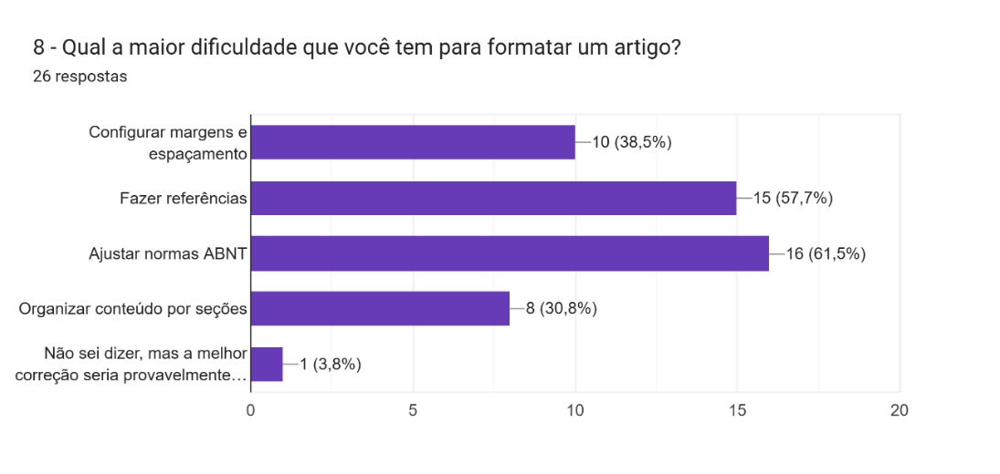 8 - Qual a maior dificuldade que você tem para formatar um artigo?
26 respostas
Configurar margens e
espaçamento
10 (38,5%)
Fazer referências
15 (57,7%)
Ajustar normas ABNT
16 (61,5%)
Organizar conteúdo por seções
8 (30,8%)
Não sei dizer, mas a melhor
correção seria provavelmente…
1 (3,8%)
0 5 10 15 20